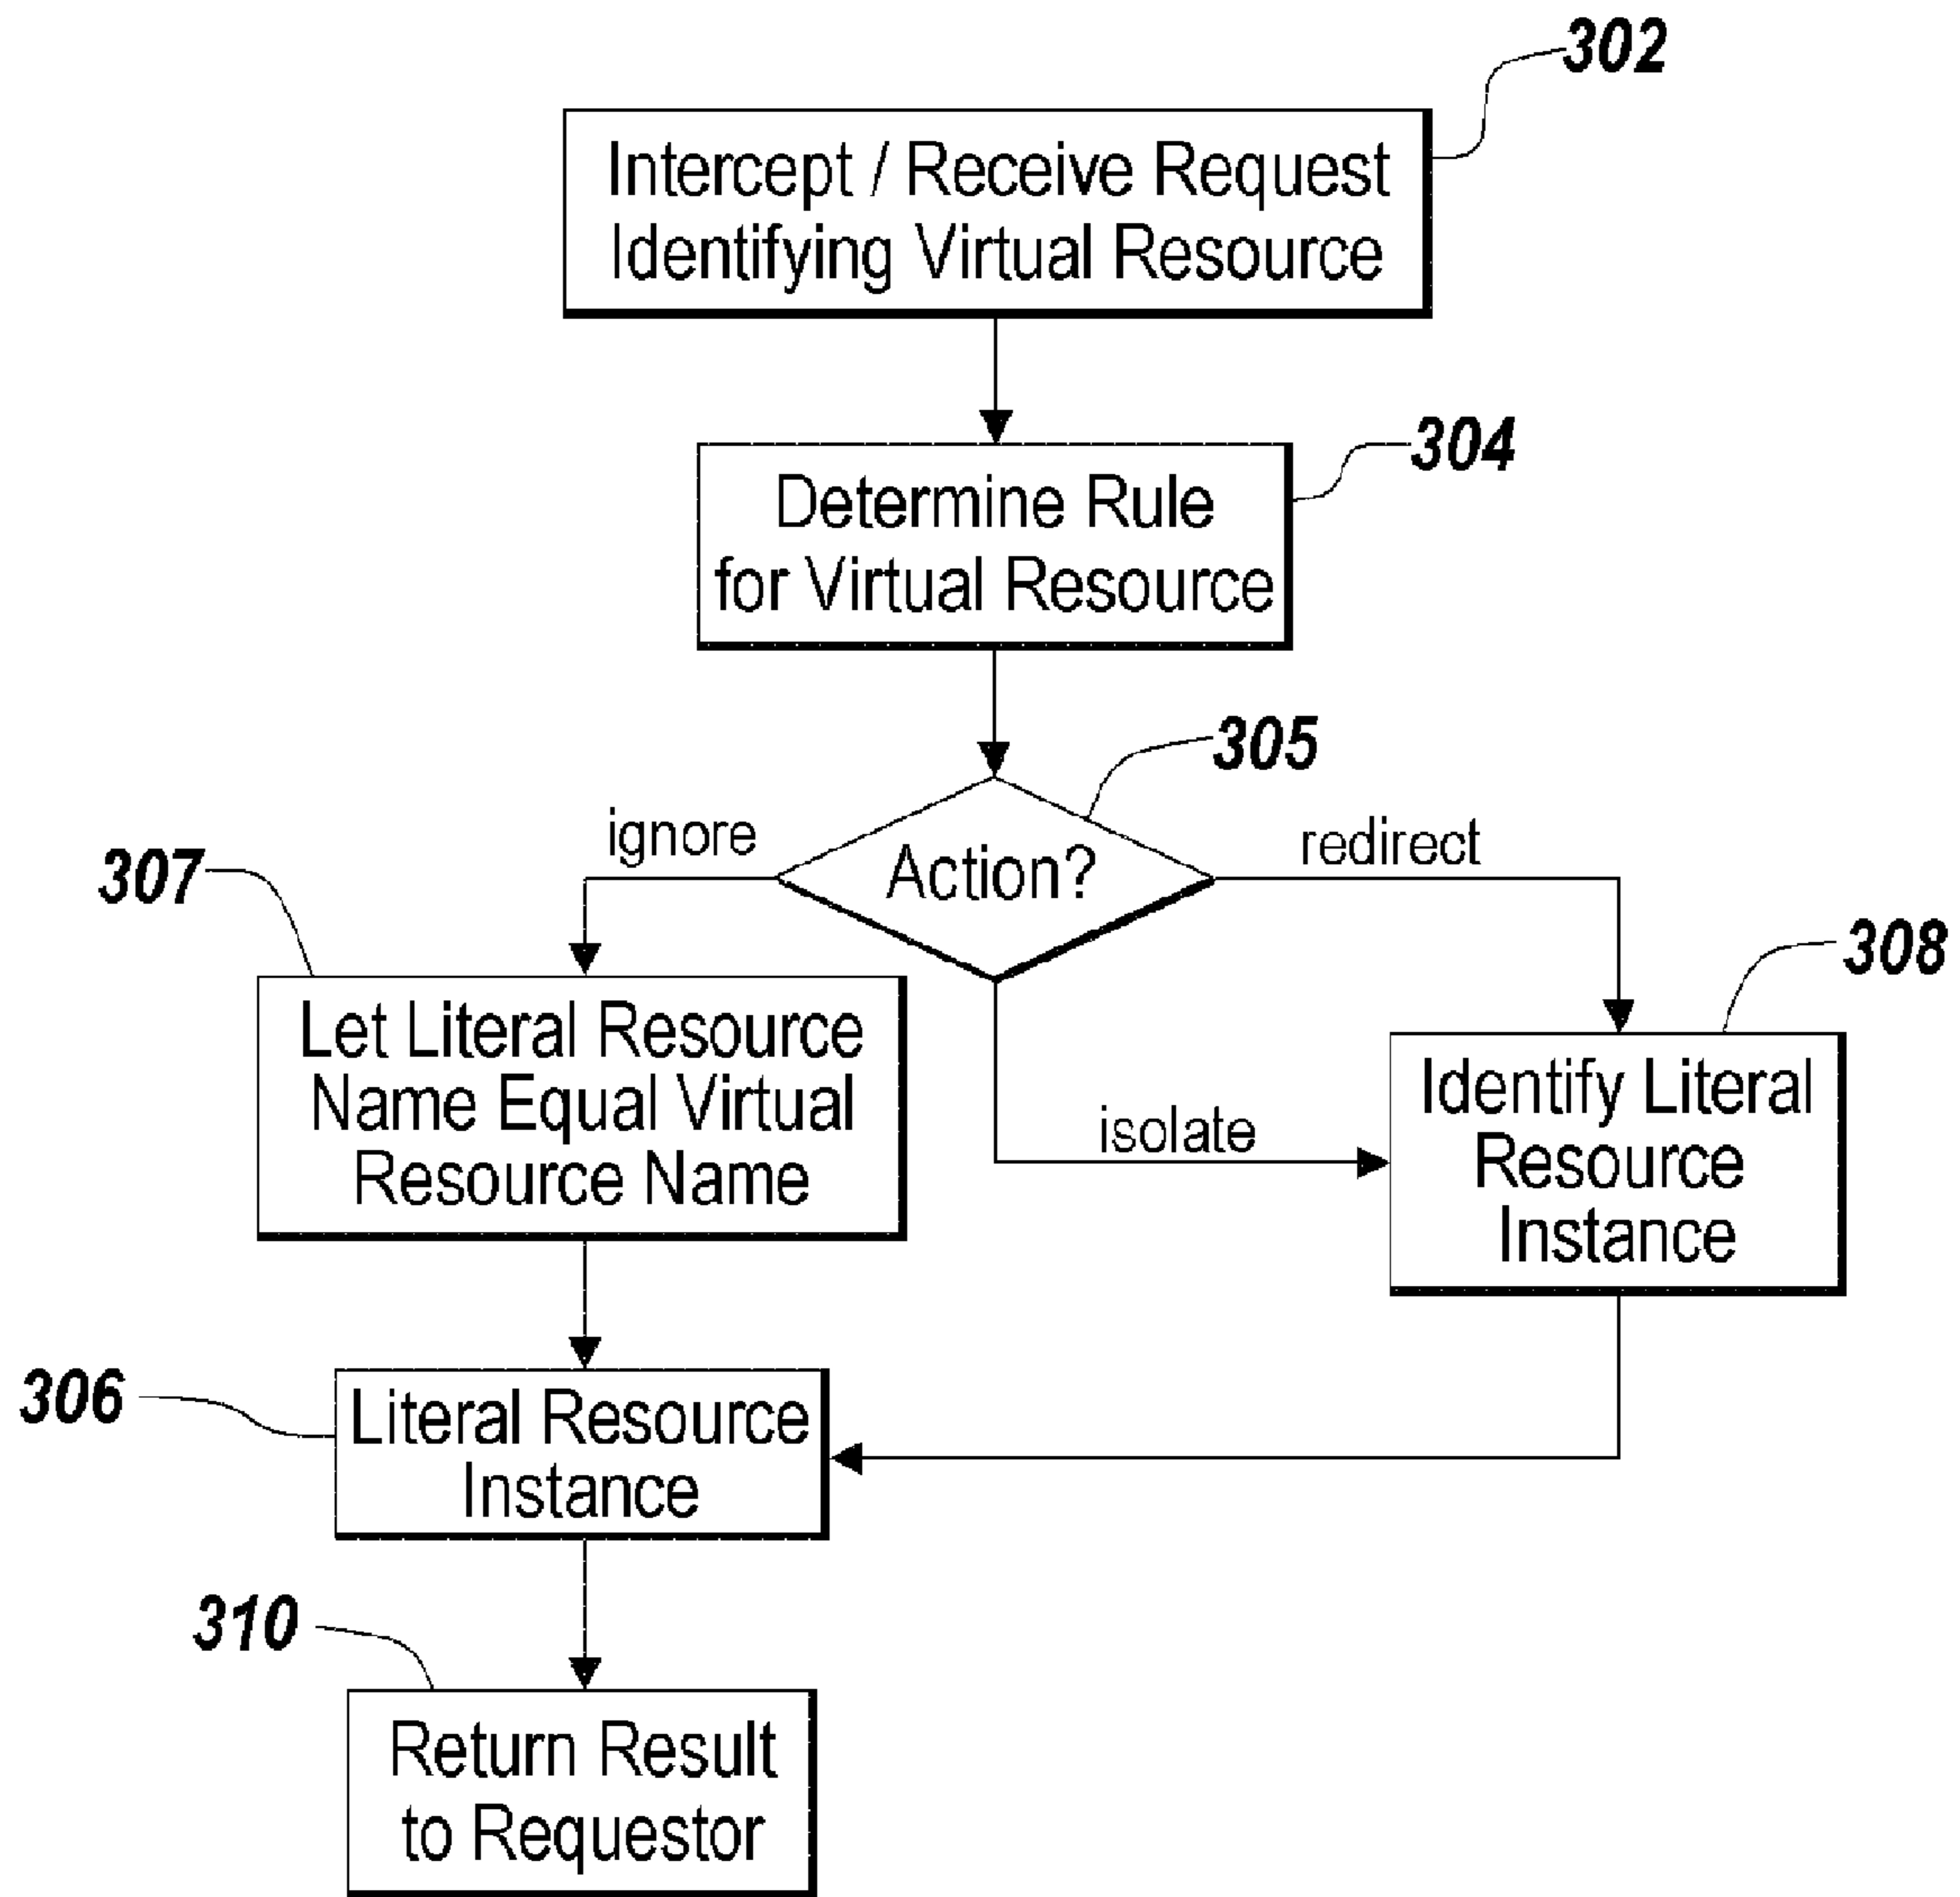 302
Intercept / Receive Request
Identifying Virtual Resource
304
Determine Rule
for Virtual Resource
305
ignore
Action?
redirect
307
308
Let Literal Resource
Name Equal Virtual
Resource Name
Identify Literal
Resource
Instance
isolate
306
Literal Resource
Instance
310
Return Result
to Requestor